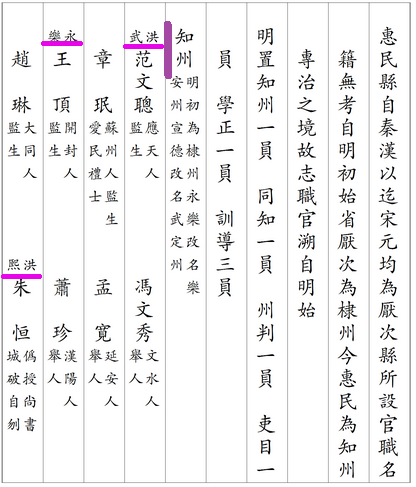 惠民縣自秦漢以迄宋元均為厭次縣所設官職名
籍無考自明初始省厭次為棣州今惠民為知州
專治之境故志職官溯自明始
明置知州一員 同知一員 州判一員 吏目一
員 學正一員 訓導三員
知州 明初為棣州永樂改名樂安州宣德改名武定州
洪武 范文聰 應天人監生 馮文秀 文水人舉人
章珉 蘇州人監生愛民禮士 孟寬 延安人舉人
永樂 王頂 開封人監生 蕭珍 漢陽人舉人
趙琳 大同人監生 洪熙 朱恒 偽授尚書城破自刎